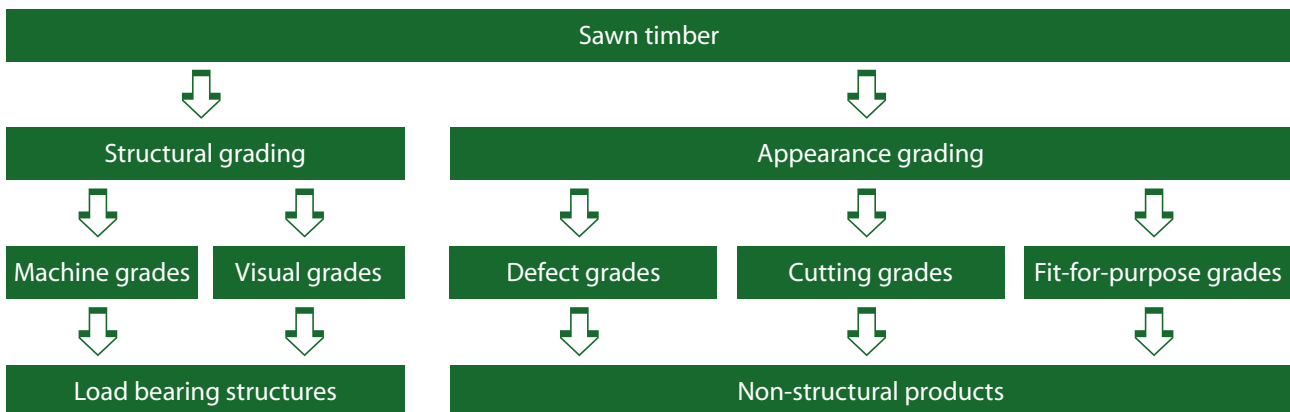 Sawn timber
Structural grading
Appearance grading
Machine grades
Visual grades
Defect grades
Cutting grades
Fit-for-purpose grades
Load bearing structures
Non-structural products